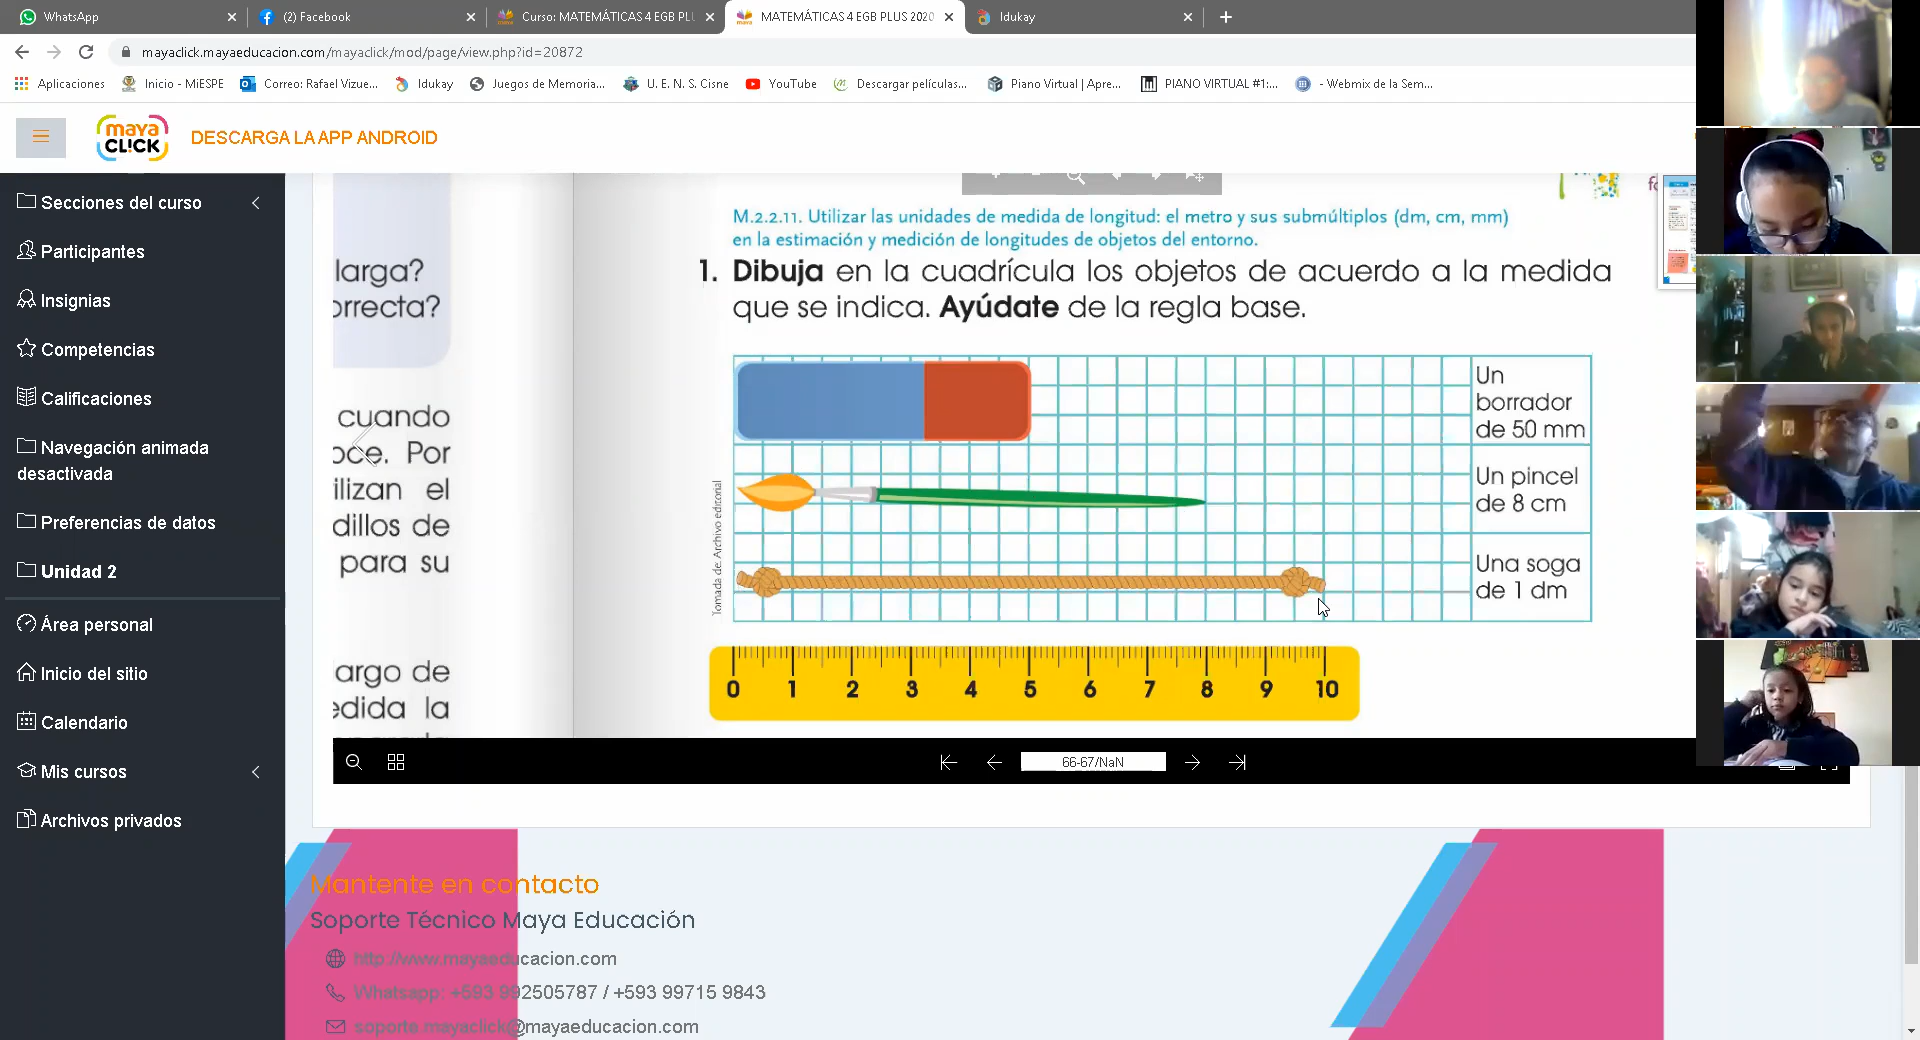 WhatsApp
(2) Facebook
Curso: MATEMÁTICAS 4 EGB PLU
MATEMÁTICAS 4 EGB PLUS 2020
Idukay
mayaclick.mayaeducacion.com/mayaclick/mod/page/view.php?id=20872
Aplicaciones
Inicio - MiESPE
Correo: Rafael Vizue...
Idukay
Juegos de Memoria...
U. E. N. S. Cisne
YouTube
Descargar películas...
Piano Virtual | Apre...
PIANO VIRTUAL #1:...
- Webmix de la Sem...
maya
CLICK
DESCARGA LA APP ANDROID
Secciones del curso
Participantes
Insignias
Competencias
Calificaciones
Navegación animada
desactivada
Preferencias de datos
Unidad 2
Área personal
Inicio del sitio
Calendario
Mis cursos
Archivos privados
larga?
orrecta?
cuando
oce. Por
ilizan el
dillos de
para su
argo de
edida la
M.2.2.11. Utilizar las unidades de medida de longitud: el metro y sus submúltiplos (dm, cm, mm)
en la estimación y medición de longitudes de objetos del entorno.
1. Dibuja en la cuadrícula los objetos de acuerdo a la medida
que se indica. Ayúdate de la regla base.
Un
borrador
de 50 mm
Un pincel
de 8 cm
Una soga
de 1 dm
Tomada de: Archivo editorial
0 1 2 3 4 5 6 7 8 9 10
66-67/NaN
Mantente en contacto
Soporte Técnico Maya Educación
http://www.mayaeducacion.com
Whatsapp: +593 992505787 / +593 99715 9843
soporte.mayaclick@mayaeducacion.com